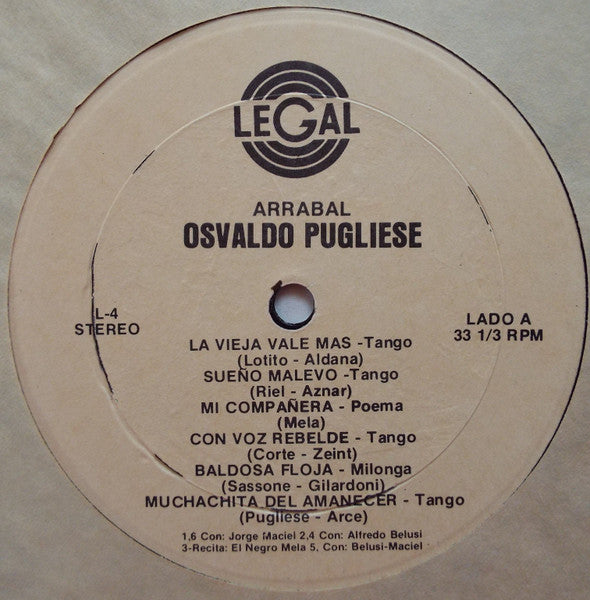 LEGAL
ARRABAL
OSVALDO PUGLIESE
L-4
STEREO
LADO A
33 1/3 RPM
LA VIEJA VALE MAS -Tango
(Lotito - Aldana)
SUEÑO MALEVO -Tango
(Riel - Aznar)
MI COMPAÑERA - Poema
(Mela)
CON VOZ REBELDE - Tango
(Corte - Zeint)
BALDOSA FLOJA - Milonga
(Sassone - Gilardoni)
MUCHACHITA DEL AMANECER - Tango
(Pugliese - Arce)
1,6 Con: Jorge Maciel 2,4 Con: Alfredo Belusi
3-Recita: El Negro Mela 5, Con: Belusi-Maciel